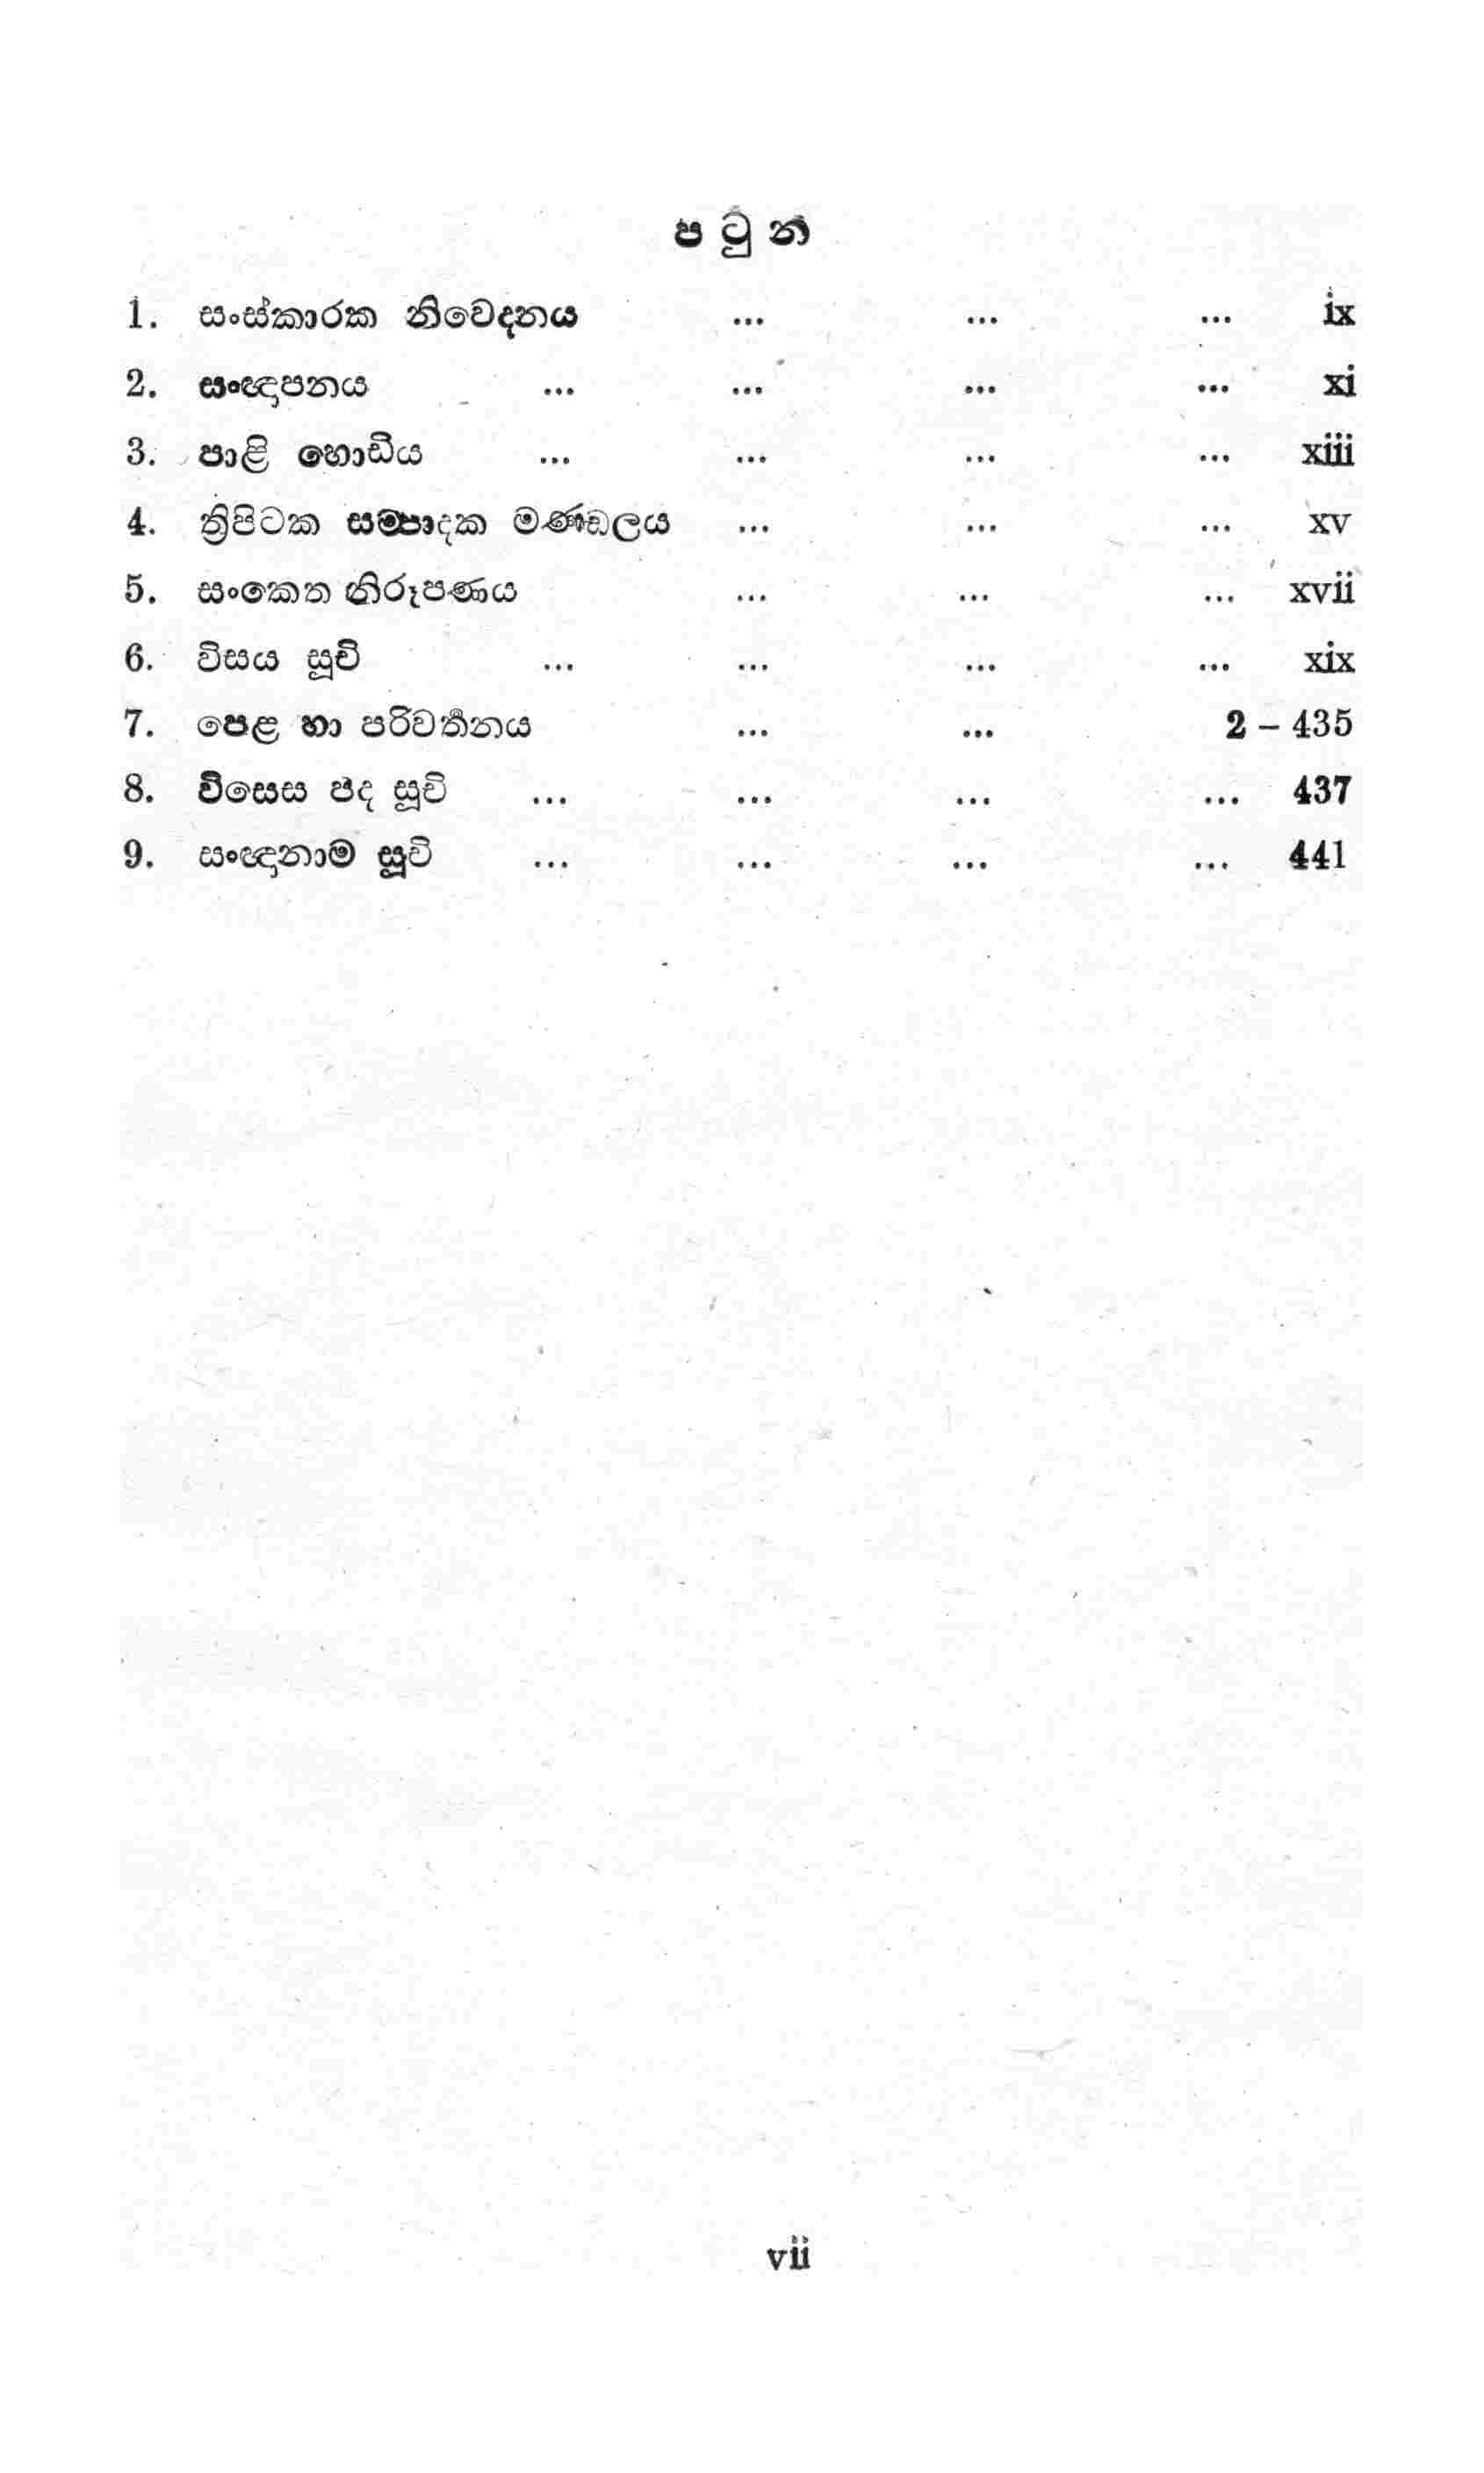 පටුන
1. සංස්කාරක නිවෙදනය ... ... ... ix
2. සංඥාපනය ... ... ... ... xi
3. පාළි හොඩිය ... ... ... ... xiii
4. ත්‍රිපිටක සම්පාදක මණ්ඩලය ... ... ... xv
5. සංකෙත නිරූපණය ... ... ... xvii
6. විසය සූචි ... ... ... ... xix
7. පෙළ හා පරිවර්තනය ... ... 2 – 435
8. විසෙස පද සූචි ... ... ... ... 437
9. සංඥානාම සූචි ... ... ... ... 441
vii